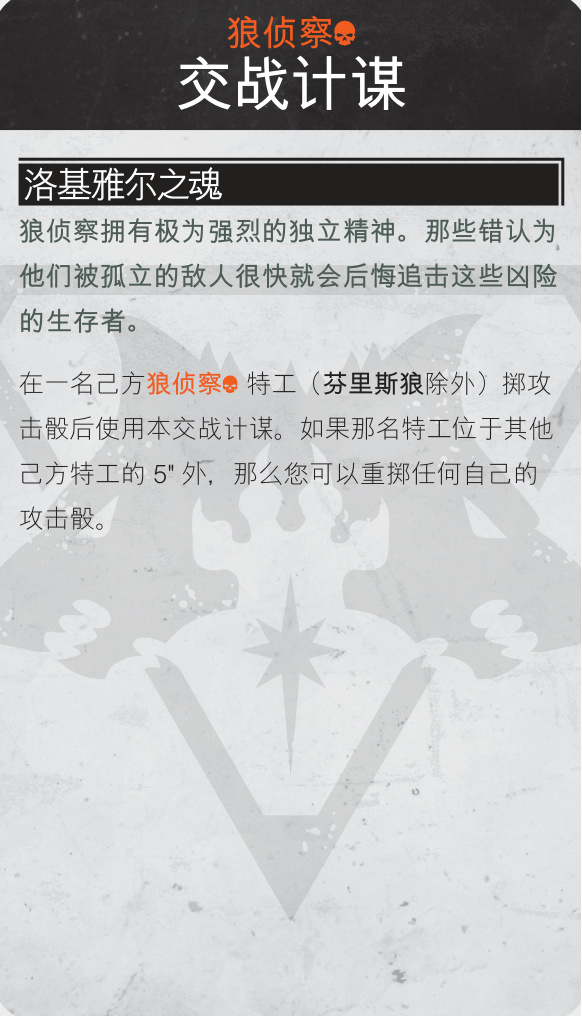 狼侦察
交战计谋
洛基雅尔之魂
狼侦察拥有极为强烈的独立精神。那些错认为
他们被孤立的敌人很快就会后悔追击这些凶险
的生存者。
在一名己方狼侦察 特工（芬里斯狼除外）掷攻
击骰后使用本交战计谋。如果那名特工位于其他
己方特工的 5" 外，那么您可以重掷任何自己的
攻击骰。